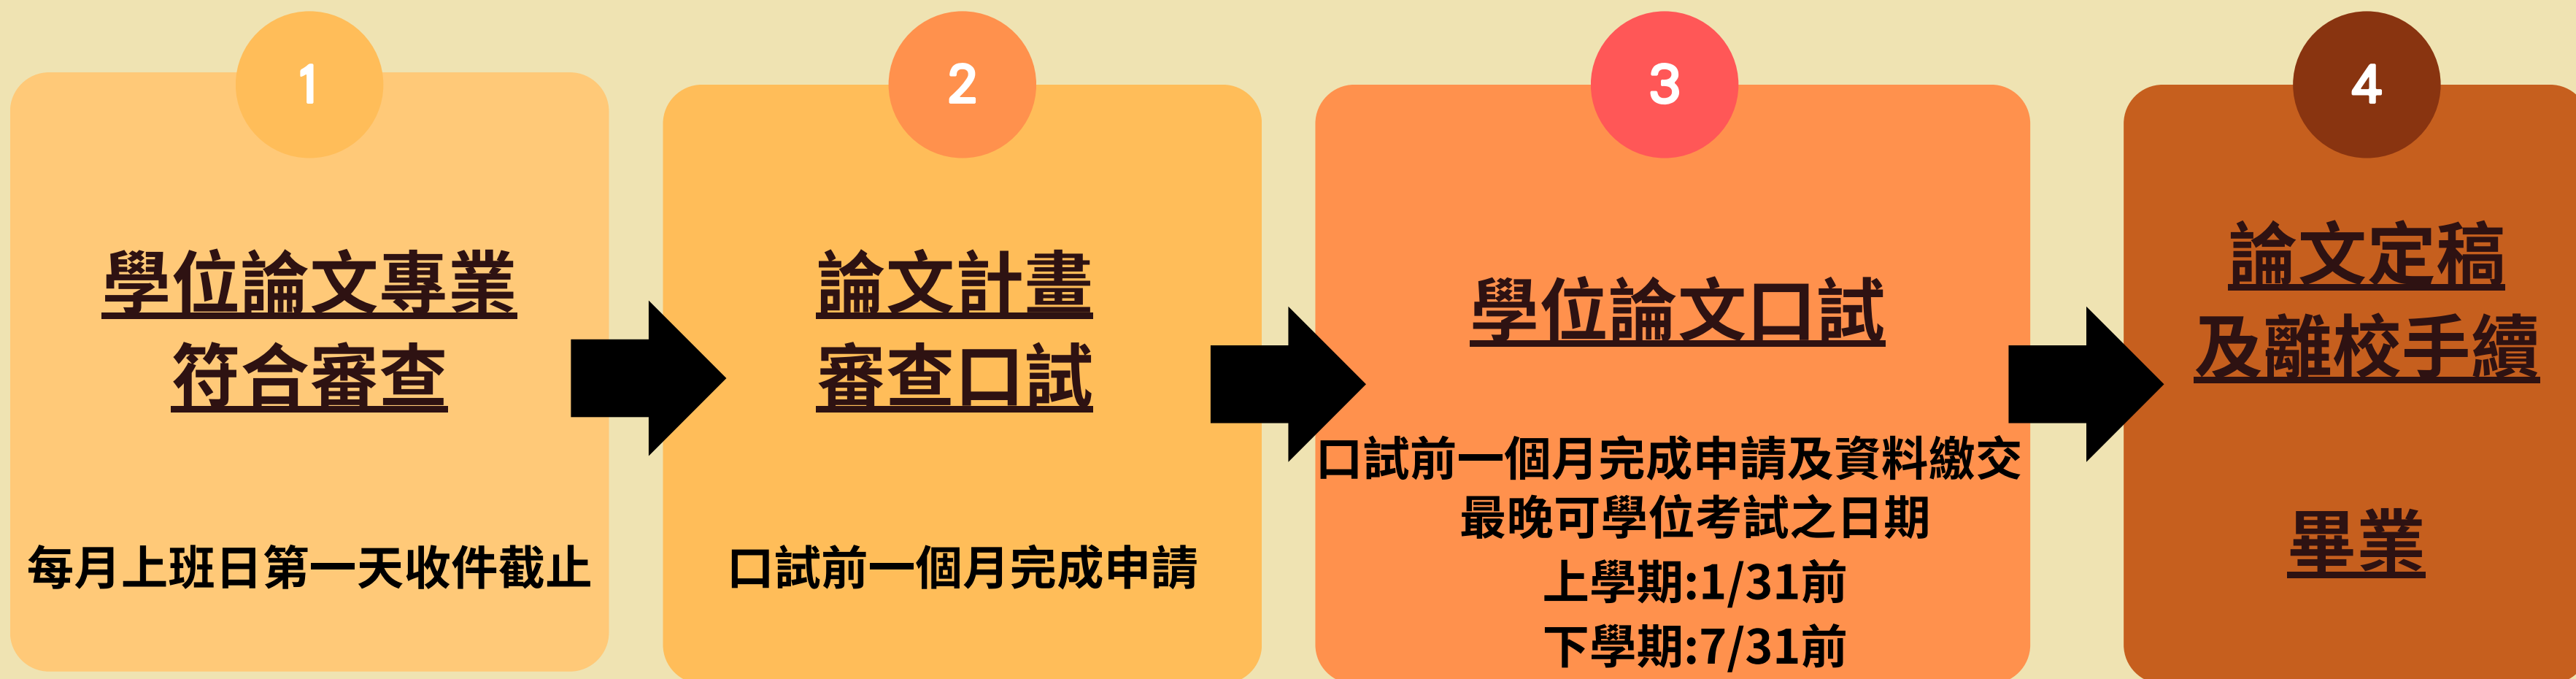 1
學位論文專業
符合審查
每月上班日第一天收件截止
2
論文計畫
審查口試
口試前一個月完成申請
3
學位論文口試
口試前一個月完成申請及資料繳交
最晚可學位考試之日期
上學期:1/31前
下學期:7/31前
4
論文定稿
及離校手續
畢業